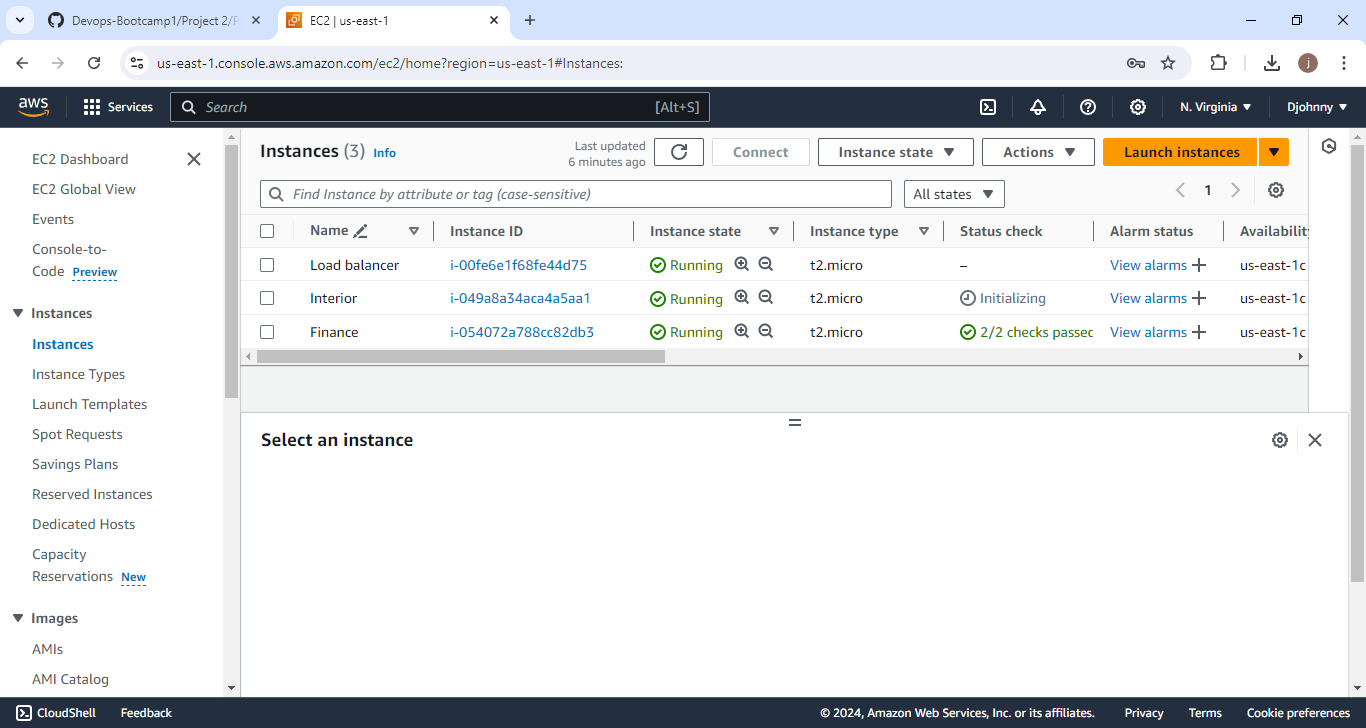 Devops-Bootcamp1/Project 2/P
EC2 | us-east-1
us-east-1.console.aws.amazon.com/ec2/home?region=us-east-1#Instances:
j
aws
Services
Search
[Alt+S]
N. Virginia
Djohnny
EC2 Dashboard
EC2 Global View
Events
Console-to-
Code Preview
Instances
Instances
Instance Types
Launch Templates
Spot Requests
Savings Plans
Reserved Instances
Dedicated Hosts
Capacity
Reservations New
Images
AMIs
AMI Catalog
Instances (3) Info
Last updated
6 minutes ago
Connect
Instance state
Actions
Launch instances
Find Instance by attribute or tag (case-sensitive)
All states
1
Name Instance ID Instance state Instance type Status check Alarm status Availability
Load balancer i-00fe6e1f68fe44d75 Running t2.micro – View alarms + us-east-1c
Interior i-049a8a34aca4a5aa1 Running t2.micro Initializing View alarms + us-east-1c
Finance i-054072a788cc82db3 Running t2.micro 2/2 checks passec View alarms + us-east-1c
Select an instance
CloudShell
Feedback
© 2024, Amazon Web Services, Inc. or its affiliates.
Privacy
Terms
Cookie preferences